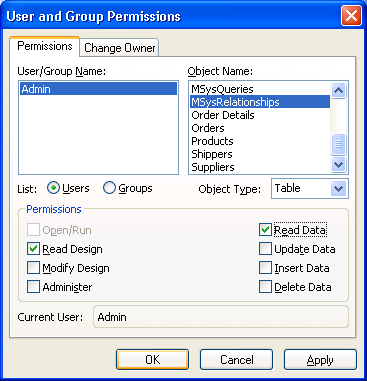 User and Group Permissions
Permissions Change Owner
User/Group Name: Object Name:
Admin
MSysQueries
MSysRelationships
Order Details
Orders
Products
Shippers
Suppliers
List: Users Groups Object Type: Table
Permissions
Open/Run Read Data
Read Design Update Data
Modify Design Insert Data
Administer Delete Data
Current User: Admin
OK Cancel Apply